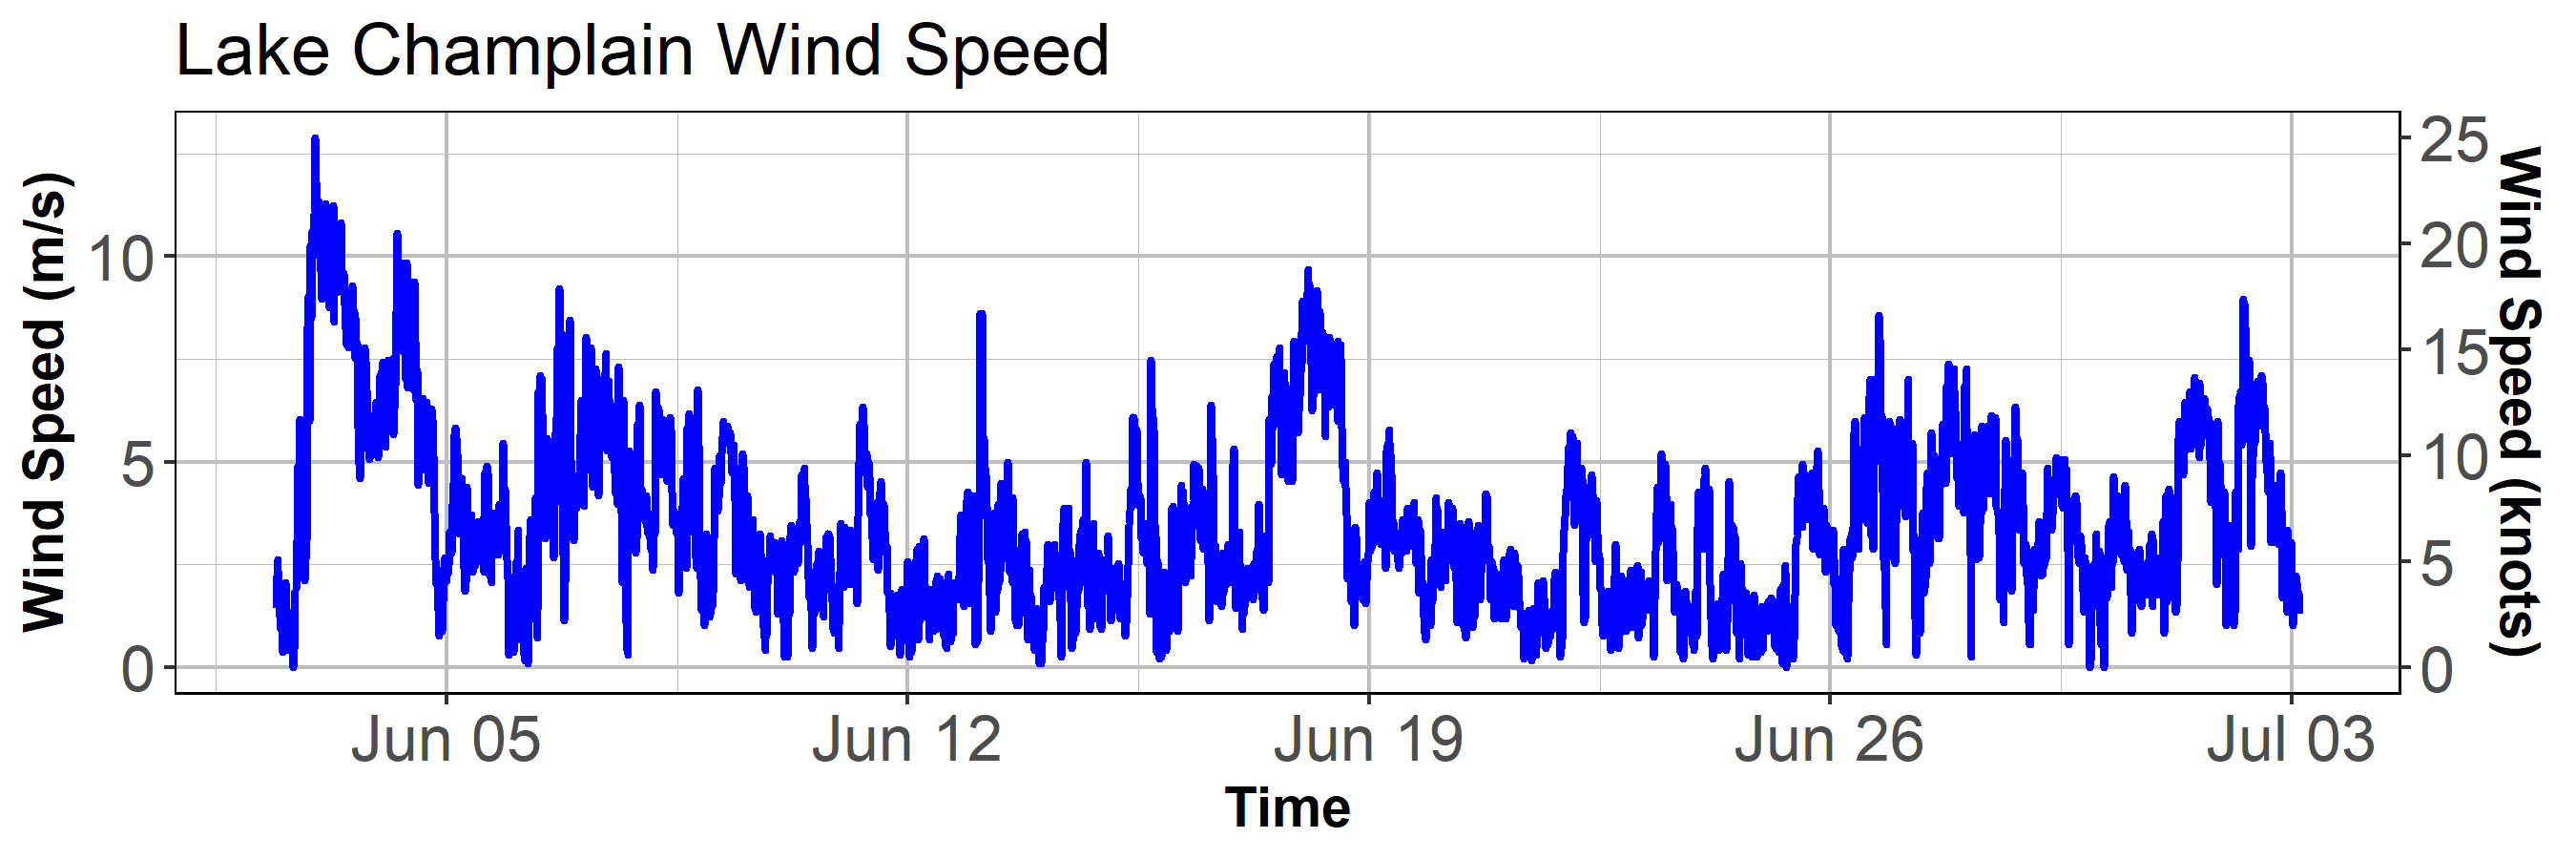 Lake Champlain Wind Speed
Wind Speed (m/s)
10
5
0
25
20
15
10
5
0
Wind Speed (knots)
Jun 05 Jun 12 Jun 19 Jun 26 Jul 03
Time